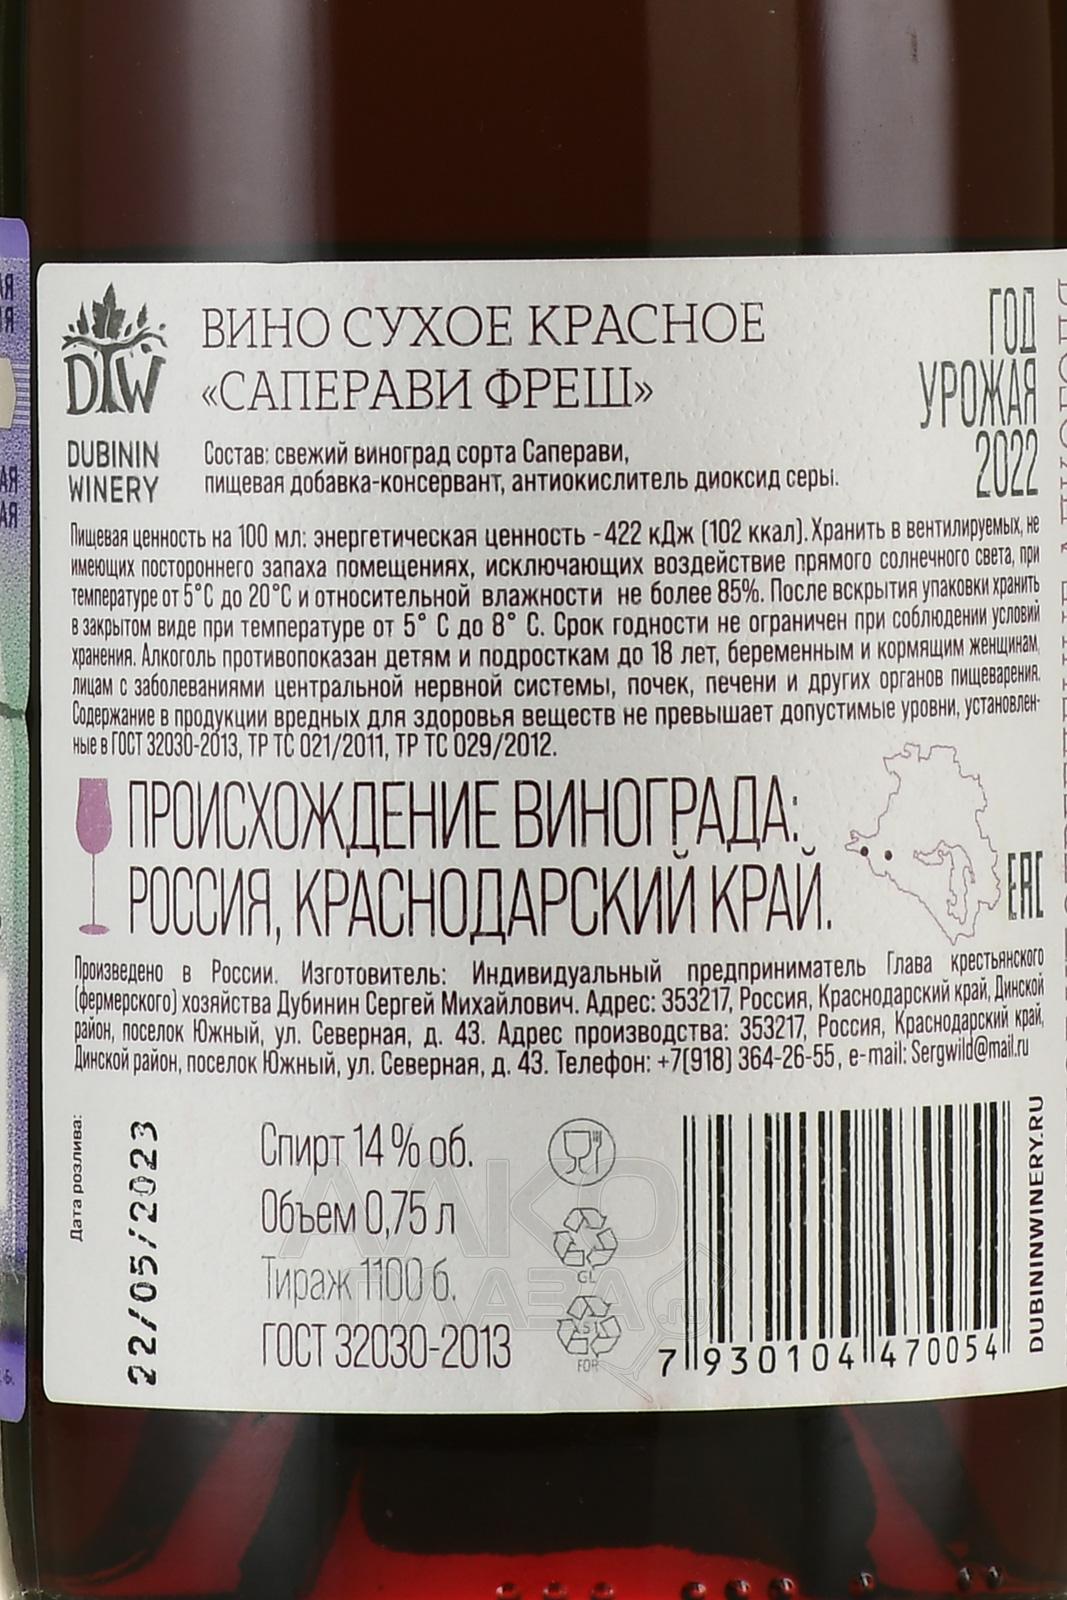 ВИНО СУХОЕ КРАСНОЕ
«САПЕРАВИ ФРЕШ»
ГОД
УРОЖАЯ
2022
DW
DUBININ
WINERY
Состав: свежий виноград сорта Саперави,
пищевая добавка-консервант, антиокислитель диоксид серы.
Пищевая ценность на 100 мл: энергетическая ценность - 422 кДж (102 ккал). Хранить в вентилируемых, не
имеющих постороннего запаха помещениях, исключающих воздействие прямого солнечного света, при
температуре от 5°С до 20°С и относительной влажности не более 85%. После вскрытия упаковки хранить
в закрытом виде при температуре от 5° С до 8° С. Срок годности не ограничен при соблюдении условий
хранения. Алкоголь противопоказан детям и подросткам до 18 лет, беременным и кормящим женщинам,
лицам с заболеваниями центральной нервной системы, почек, печени и других органов пищеварения.
Содержание в продукции вредных для здоровья веществ не превышает допустимые уровни, установлен-
ные в ГОСТ 32030-2013, ТР ТС 021/2011, ТР ТС 029/2012.
ПРОИСХОЖДЕНИЕ ВИНОГРАДА:
РОССИЯ, КРАСНОДАРСКИЙ КРАЙ.
ЕАС
Произведено в России. Изготовитель: Индивидуальный предприниматель Глава крестьянского
(фермерского) хозяйства Дубинин Сергей Михайлович. Адрес: 353217, Россия, Краснодарский край, Динской
район, поселок Южный, ул. Северная, д. 43. Адрес производства: 353217, Россия, Краснодарский край,
Динской район, поселок Южный, ул. Северная, д. 43. Телефон: +7(918) 364-26-55, e-mail: Sergwild@mail.ru
Дата розлива:
22/05/2023
Спирт 14 % об.
Объем 0,75 л
Тираж 1100 б.
ГОСТ 32030-2013
GL
FOR
7 930104 470054
DUBININWINERY.RU
АЛКО
ПЛАЗА.ru